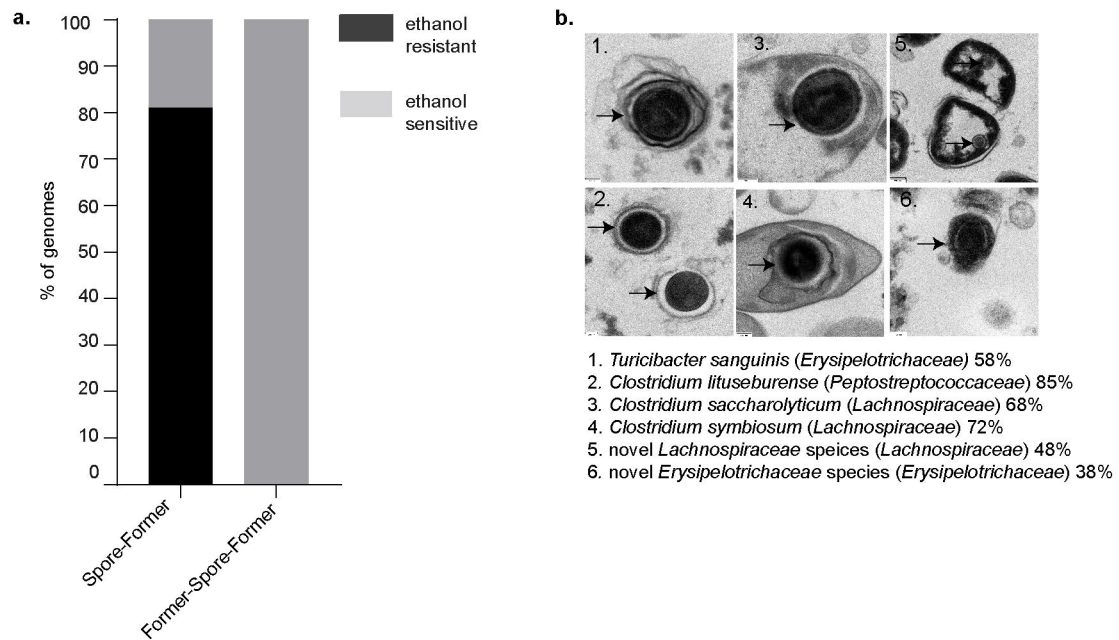 a.
100
90
80
70
60
50
40
30
20
10
0
% of genomes
Spore-Former
Former-Spore-Former
ethanol
resistant
ethanol
sensitive
b.
1.
3.
5.
2.
4.
6.
1. Turicibacter sanguinis (Erysipelotrichaceae) 58%
2. Clostridium lituseburense (Peptostreptococcaceae) 85%
3. Clostridium saccharolyticum (Lachnospiraceae) 68%
4. Clostridium symbiosum (Lachnospiraceae) 72%
5. novel Lachnospiraceae speices (Lachnospiraceae) 48%
6. novel Erysipelotrichaceae species (Erysipelotrichaceae) 38%